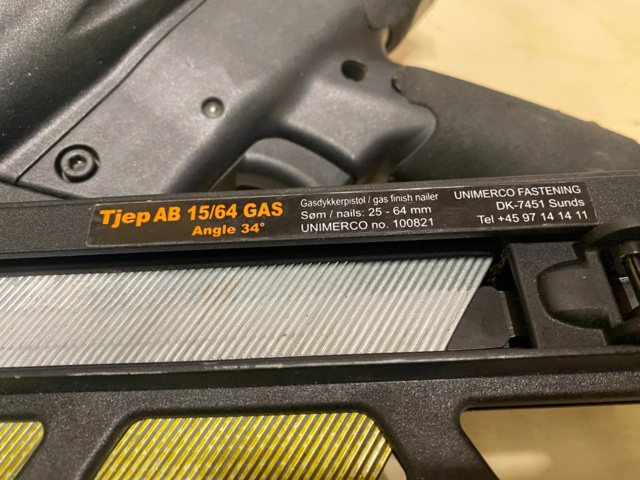 Tjep AB 15/64 GAS
Angle 34°
Gasdykkerpistol / gas finish nailer
Søm / nails: 25 - 64 mm
UNIMERCO no. 100821
UNIMERCO FASTENING
DK-7451 Sunds
Tel +45 97 14 14 11